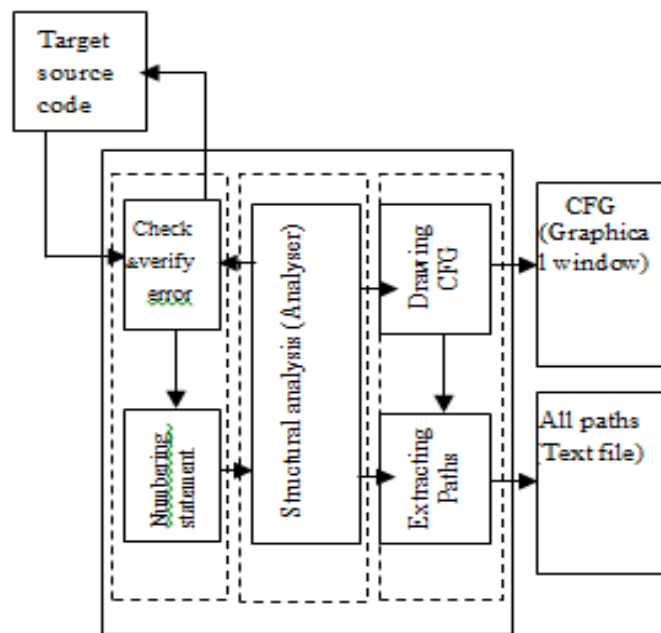 Target
source
code
Check
&verify
error
Numbering
statement
Structural analysis (Analyser)
Drawing
CFG
Extracting
Paths
CFG
(Graphica
l window)
All paths
(Text file)